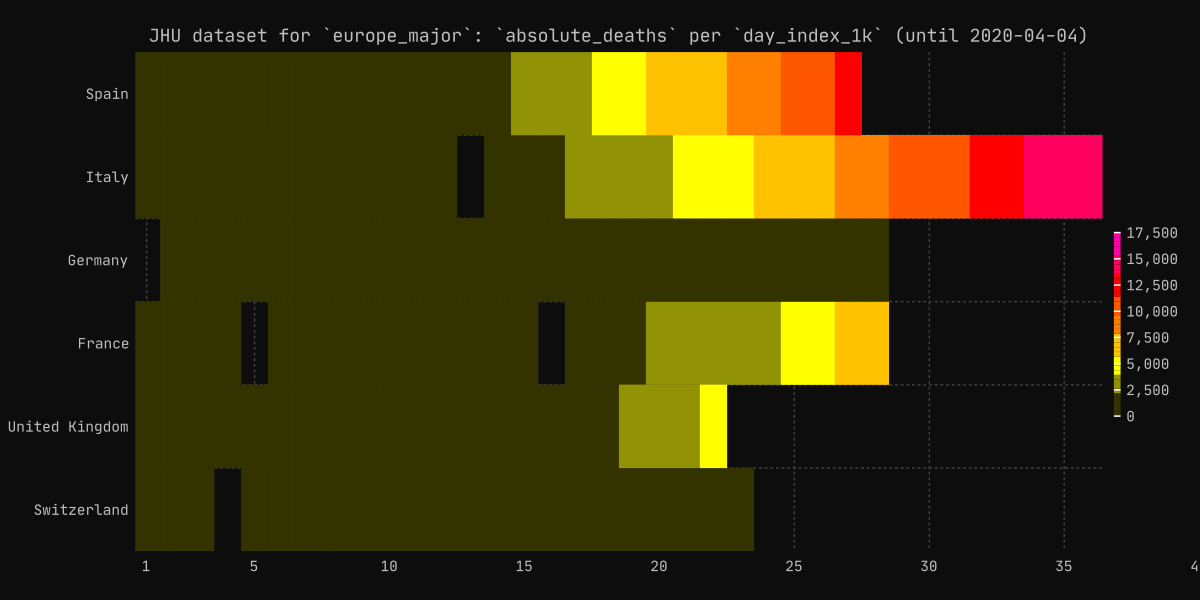 JHU dataset for `europe_major`: `absolute_deaths` per `day_index_1k` (until 2020-04-04)
Spain
Italy
Germany
France
United Kingdom
Switzerland
17,500
15,000
12,500
10,000
7,500
5,000
2,500
0
1 5 10 15 20 25 30 35 4